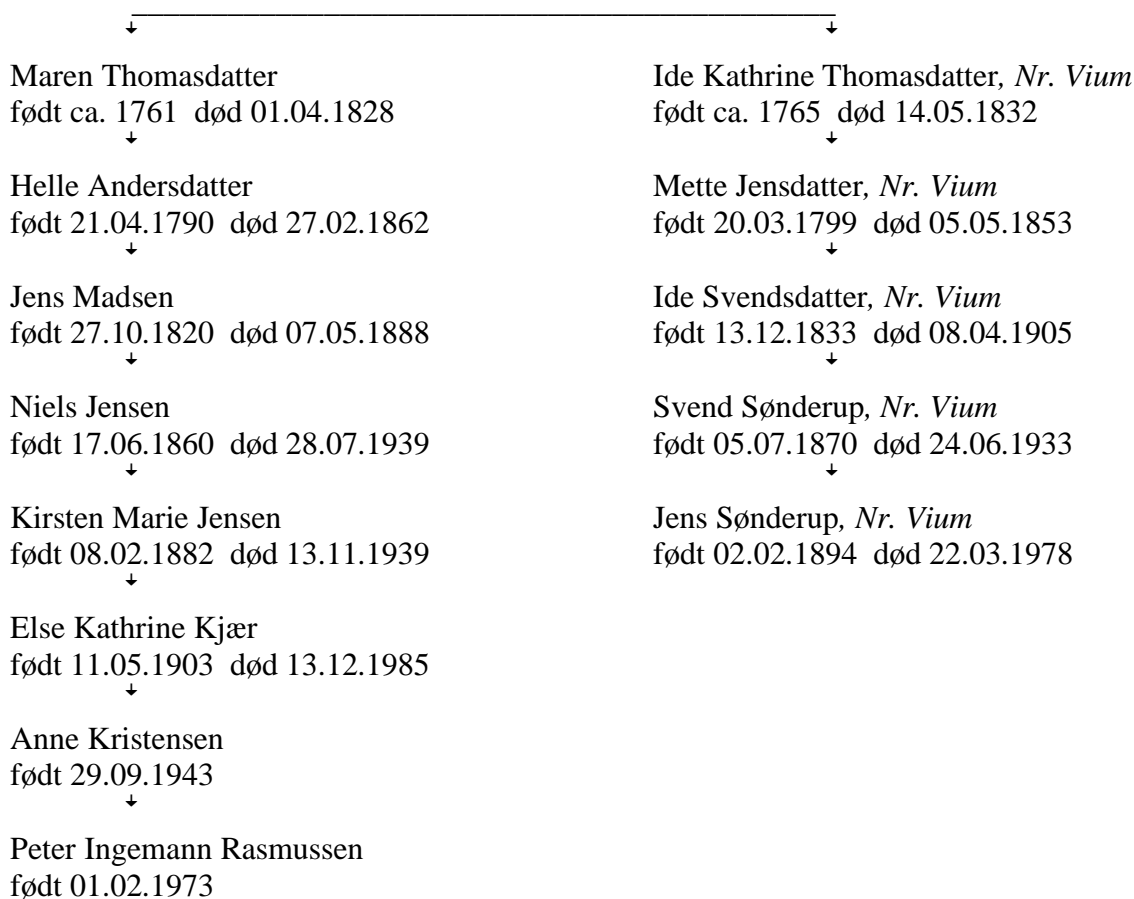 Maren Thomasdatter
født ca. 1761  død 01.04.1828
Helle Andersdatter
født 21.04.1790  død 27.02.1862
Jens Madsen
født 27.10.1820  død 07.05.1888
Niels Jensen
født 17.06.1860  død 28.07.1939
Kirsten Marie Jensen
født 08.02.1882  død 13.11.1939
Else Kathrine Kjær
født 11.05.1903  død 13.12.1985
Anne Kristensen
født 29.09.1943
Peter Ingemann Rasmussen
født 01.02.1973
Ide Kathrine Thomasdatter, Nr. Vium
født ca. 1765  død 14.05.1832
Mette Jensdatter, Nr. Vium
født 20.03.1799  død 05.05.1853
Ide Svendsdatter, Nr. Vium
født 13.12.1833  død 08.04.1905
Svend Sønderup, Nr. Vium
født 05.07.1870  død 24.06.1933
Jens Sønderup, Nr. Vium
født 02.02.1894  død 22.03.1978